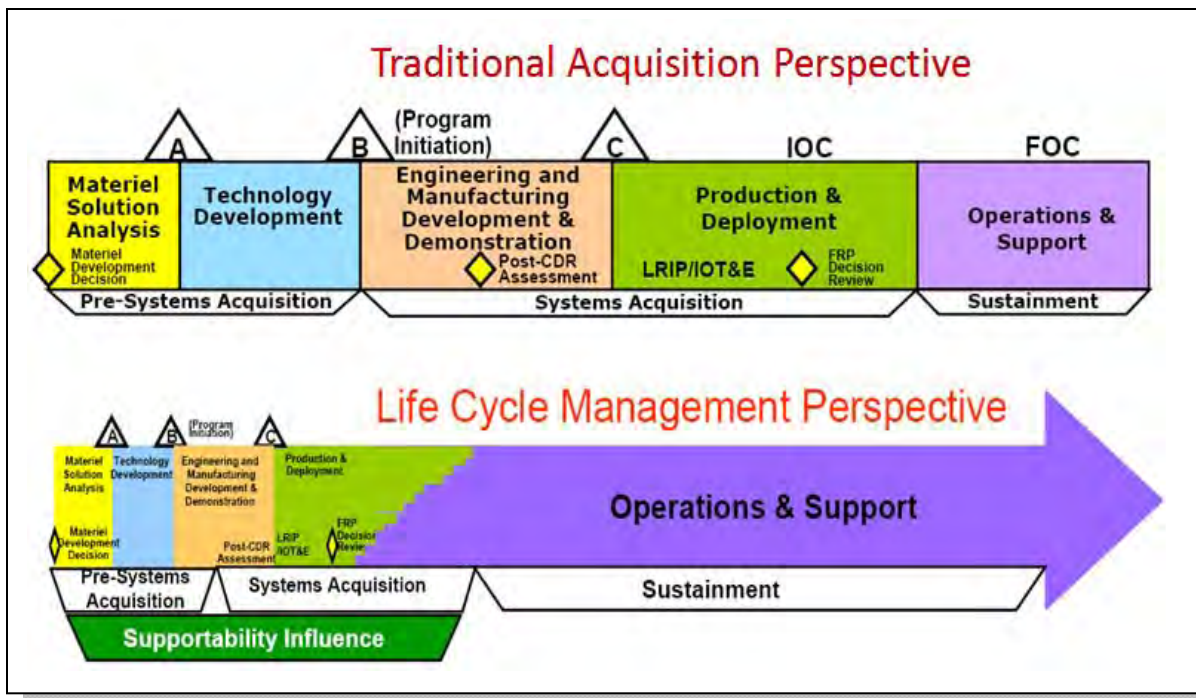 Traditional Acquisition Perspective
A
B
(Program
Initiation)
C
IOC
FOC
Materiel
Solution
Analysis
Materiel
Development
Decision
Technology
Development
Engineering and
Manufacturing
Development &
Demonstration
Post-CDR
Assessment
Production &
Deployment
LRIP/IOT&E
FRP
Decision
Review
Operations &
Support
Pre-Systems Acquisition
Systems Acquisition
Sustainment
Life Cycle Management Perspective
A
B
(Program
Initiation)
C
Materiel
Solution
Analysis
Materiel
Development
Decision
Technology
Development
Engineering and
Manufacturing
Development &
Demonstration
Post-CDR
Assessment
Production &
Deployment
LRIP
/IOT&E
FRP
Decision
Revie
Operations & Support
Pre-Systems
Acquisition
Systems Acquisition
Sustainment
Supportability Influence